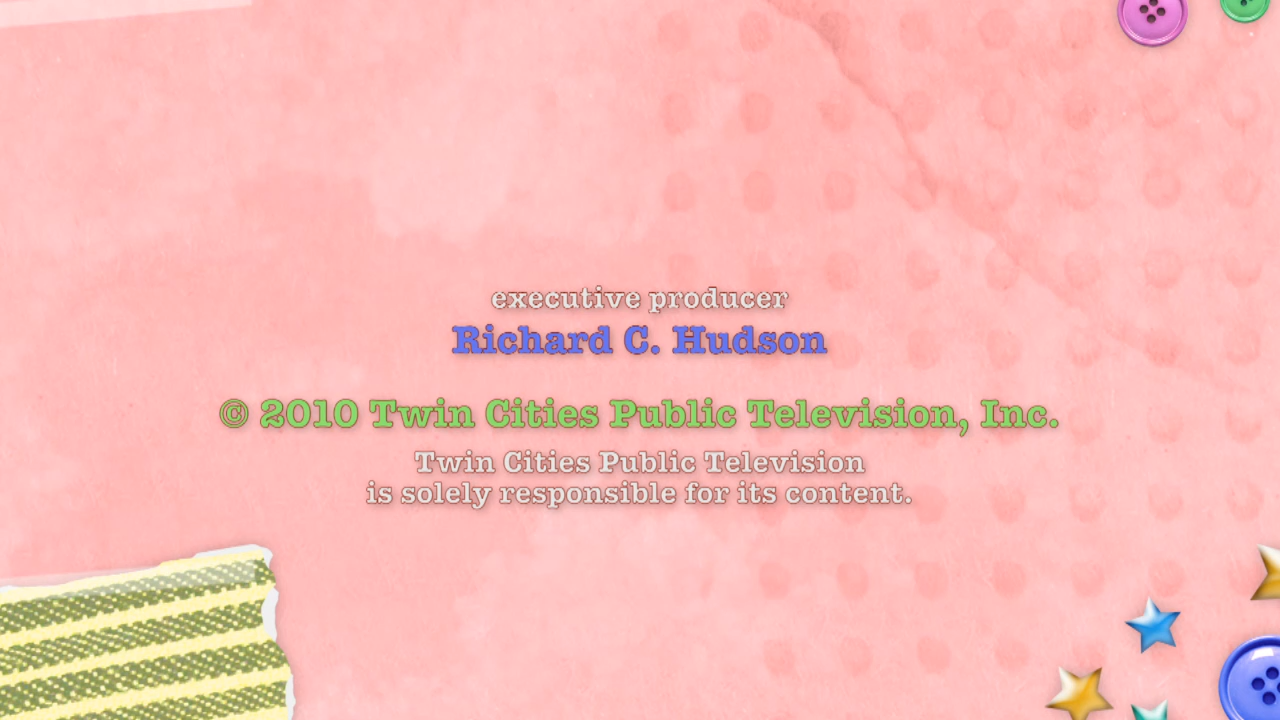 executive producer
Richard C. Hudson
© 2010 Twin Cities Public Television, Inc.
Twin Cities Public Television
is solely responsible for its content.